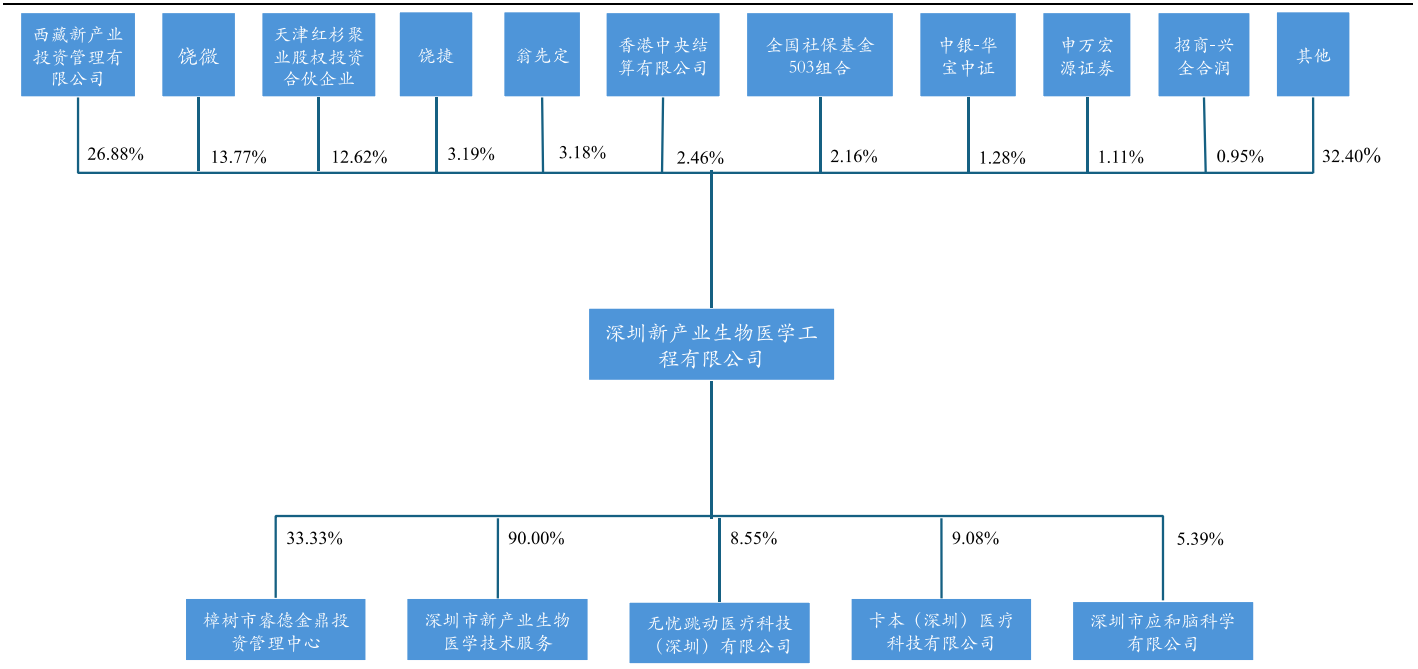 西藏新产业
投资管理有
限公司
饶微
天津红杉聚
业股权投资
合伙企业
饶捷
翁先定
香港中央结
算有限公司
全国社保基金
503组合
中银-华
宝中证
申万宏
源证券
招商-兴
全合润
其他
26.88%
13.77%
12.62%
3.19%
3.18%
2.46%
2.16%
1.28%
1.11%
0.95%
32.40%
深圳新产业生物医学工
程有限公司
33.33%
90.00%
8.55%
9.08%
5.39%
樟树市睿德金鼎投
资管理中心
深圳市新产业生物
医学技术服务
无忧跳动医疗科技
（深圳）有限公司
卡本（深圳）医疗
科技有限公司
深圳市应和脑科学
有限公司